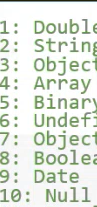 1: Double
2: String
3: Object
4: Array
5: Binary
6: Undefi
7: Object
8: Boolea
9: Date
10: Null